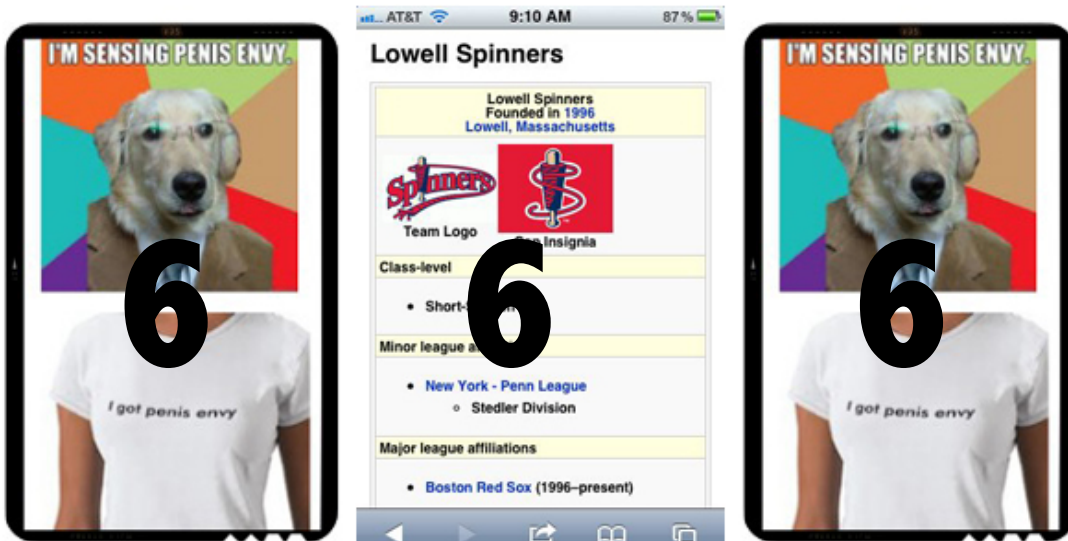 I'M SENSING PENIS ENVY.
6
I got penis envy
AT&T 9:10 AM 87%
Lowell Spinners
Lowell Spinners
Founded in 1996
Lowell, Massachusetts
Spinners
Team Logo
Insignia
Class-level
6
Minor league
New York - Penn League
Stedler Division
Major league affiliations
Boston Red Sox (1996–present)
I'M SENSING PENIS ENVY.
6
I got penis envy